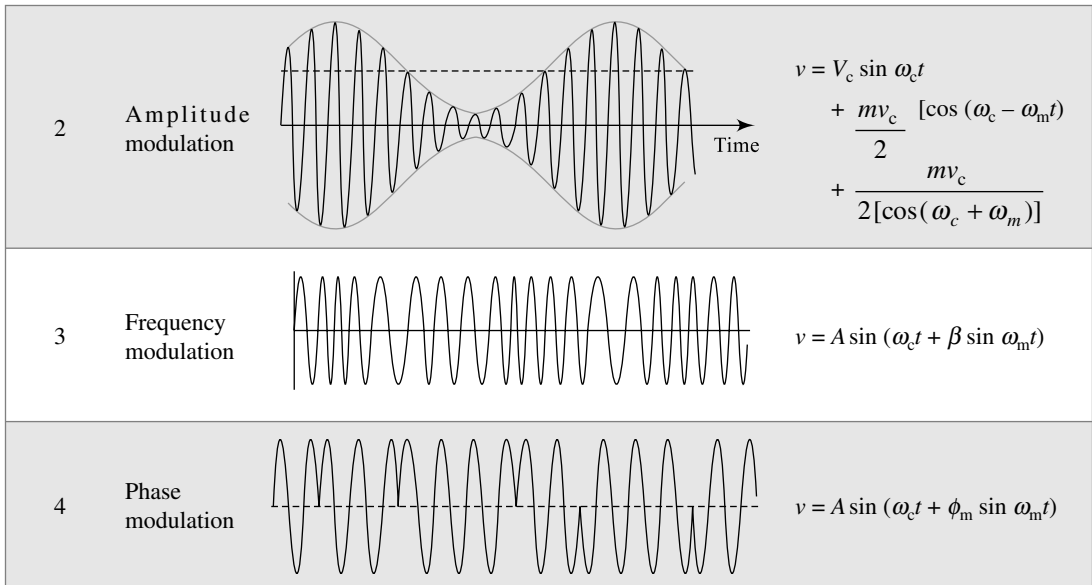 2
Amplitude
modulation
Time
v = V_c sin ω_c t
+ mv_c/2 [cos (ω_c – ω_m t)
+ mv_c/2[cos(ω_c + ω_m)]
3
Frequency
modulation
v = A sin (ω_c t + β sin ω_m t)
4
Phase
modulation
v = A sin (ω_c t + ϕ_m sin ω_m t)